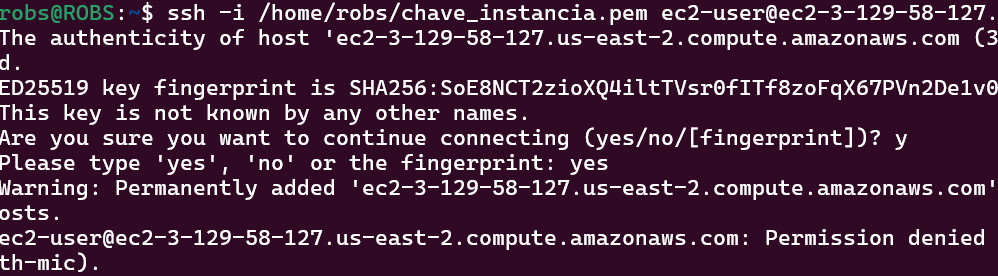 robs@ROBS:~$ ssh -i /home/robs/chave_instancia.pem ec2-user@ec2-3-129-58-127.
The authenticity of host 'ec2-3-129-58-127.us-east-2.compute.amazonaws.com (3
d.
ED25519 key fingerprint is SHA256:SoE8NCT2zioXQ4iltTVsr0fITf8zoFqX67PVn2De1v0
This key is not known by any other names.
Are you sure you want to continue connecting (yes/no/[fingerprint])? y
Please type 'yes', 'no' or the fingerprint: yes
Warning: Permanently added 'ec2-3-129-58-127.us-east-2.compute.amazonaws.com'
osts.
ec2-user@ec2-3-129-58-127.us-east-2.compute.amazonaws.com: Permission denied
th-mic).